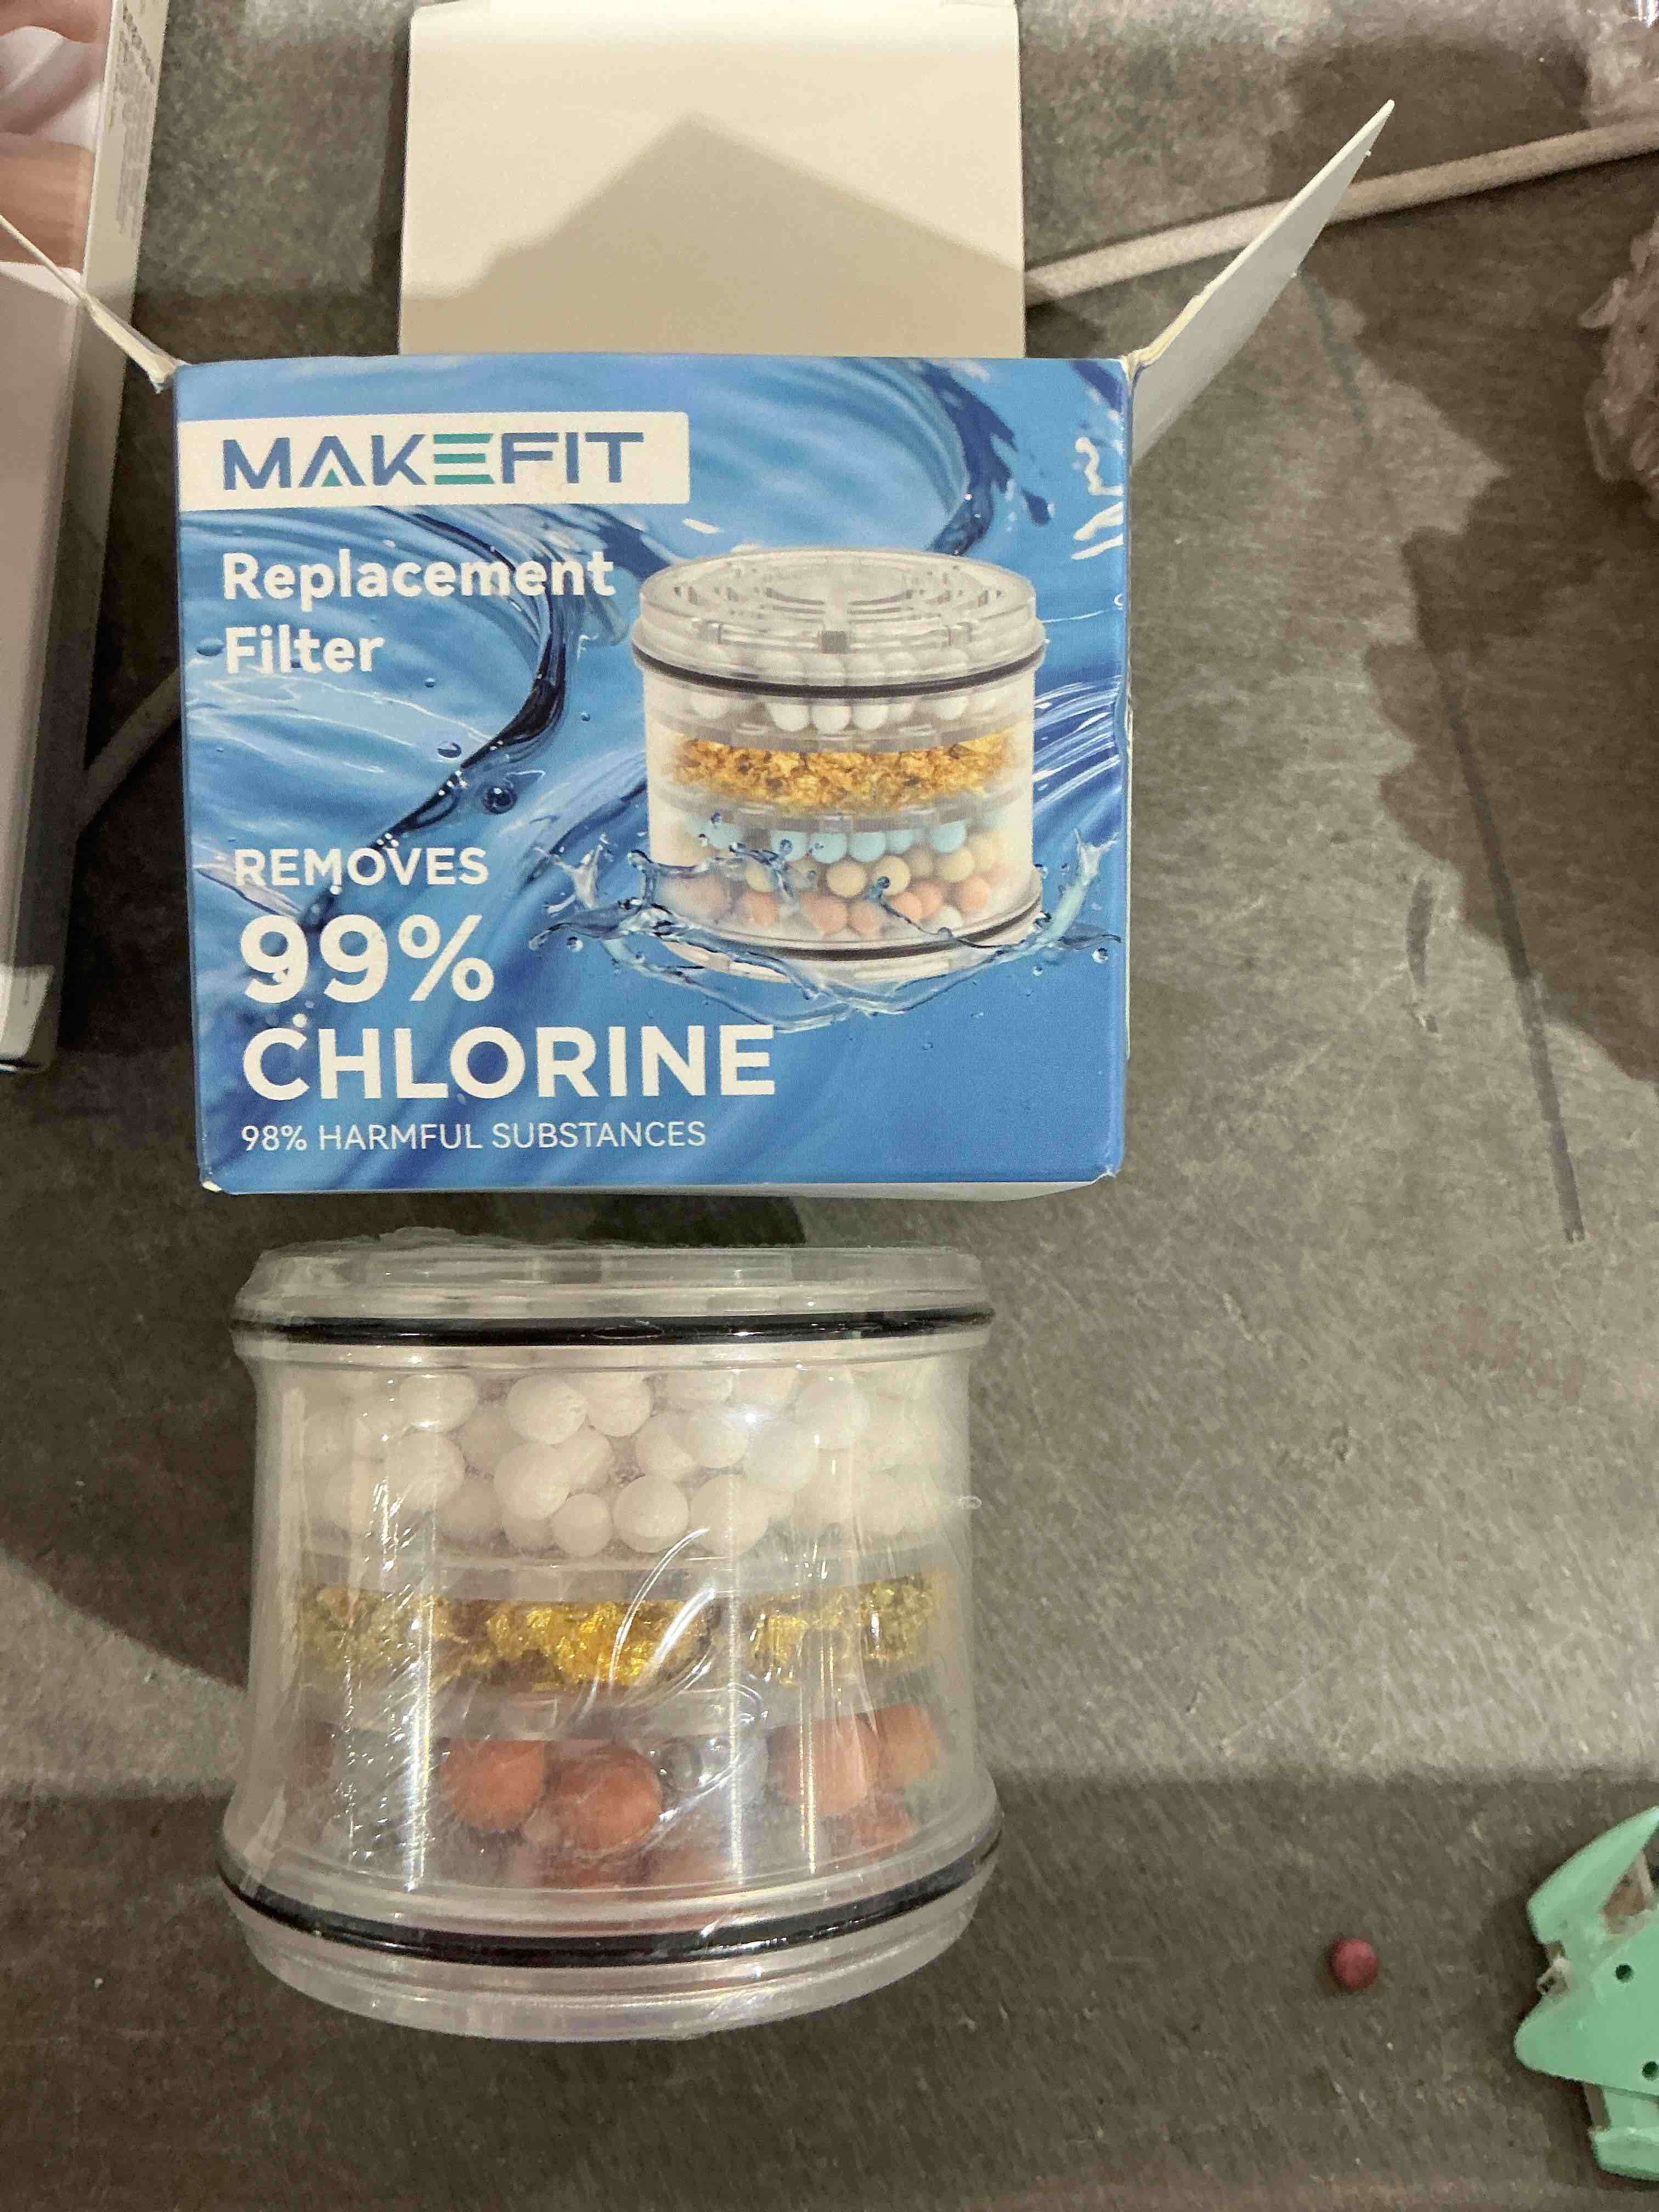 MAKEFIT
Replacement
Filter
REMOVES
99%
CHLORINE
98% HARMFUL SUBSTANCES